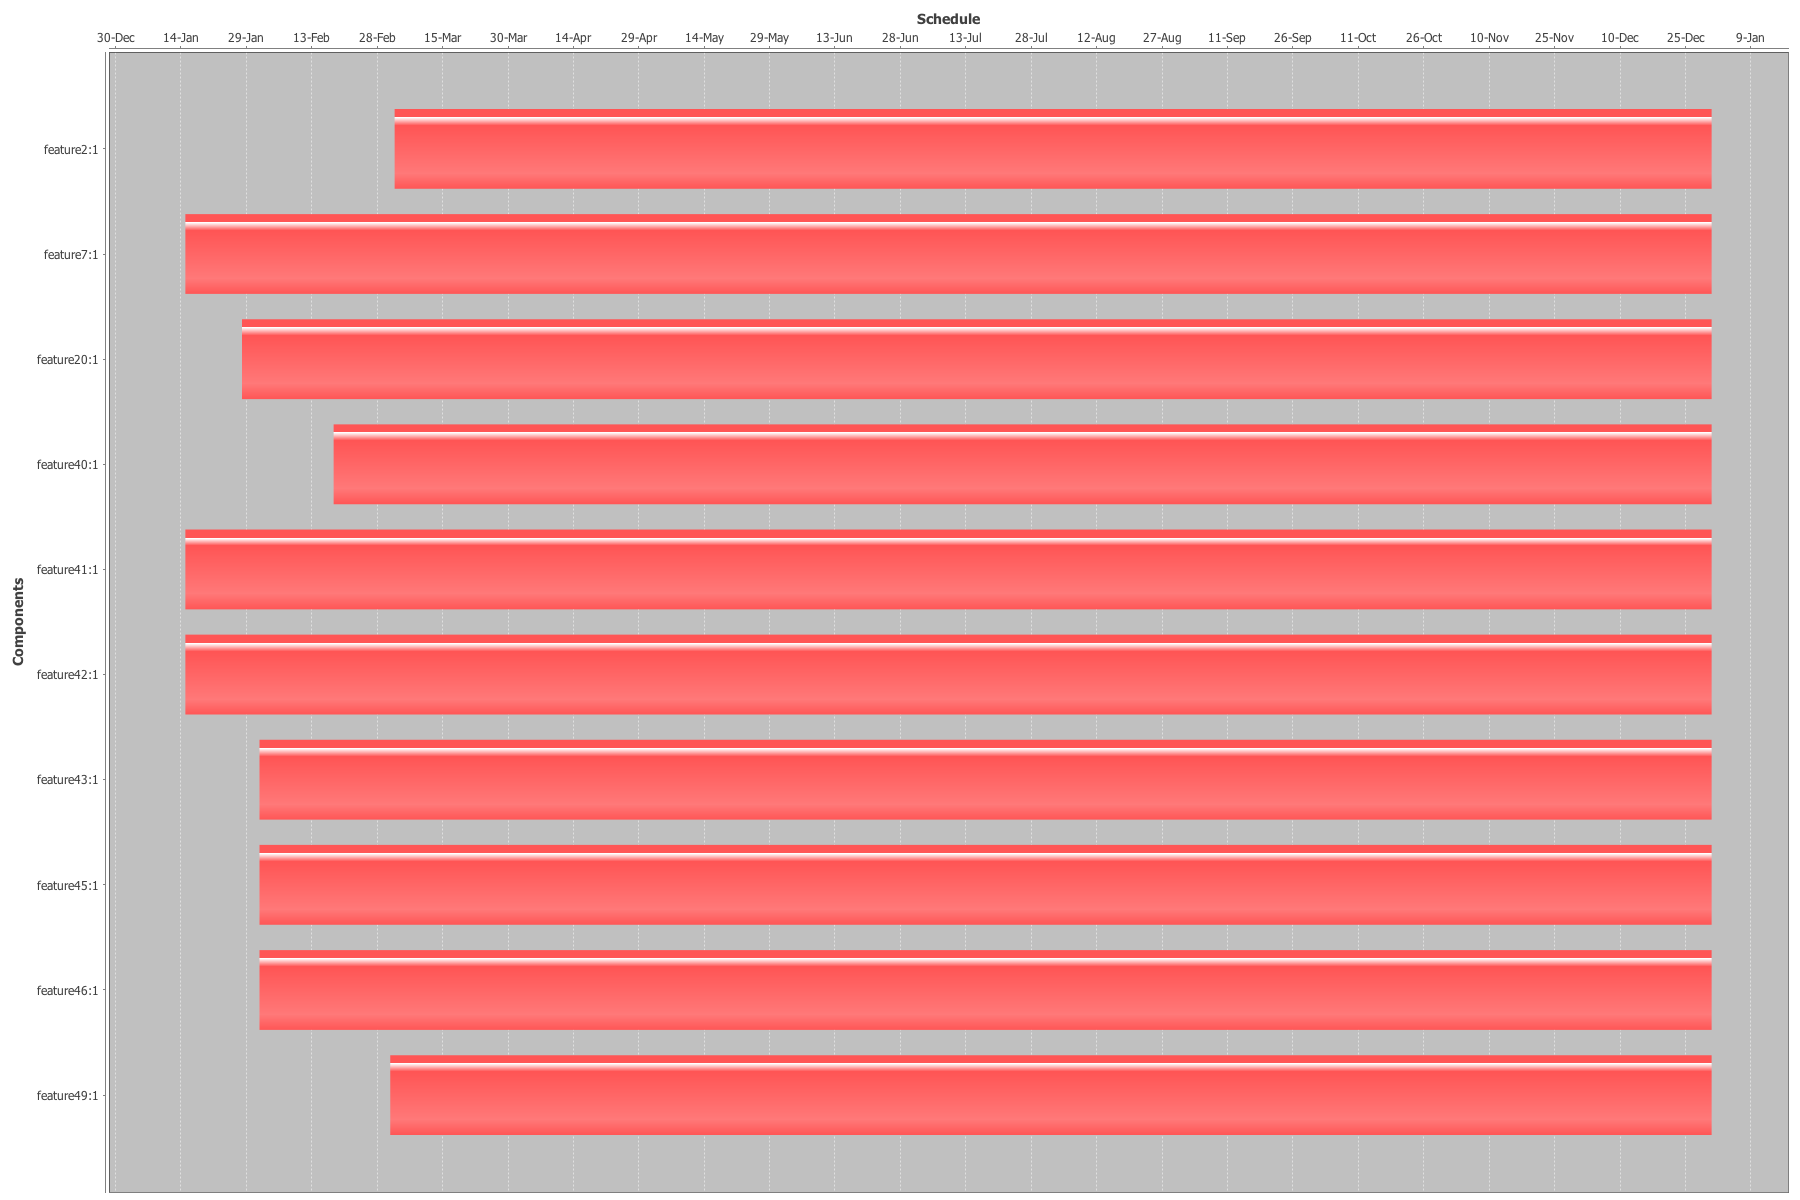 Schedule
30-Dec 14-Jan 29-Jan 13-Feb 28-Feb 15-Mar 30-Mar 14-Apr 29-Apr 14-May 29-May 13-Jun 28-Jun 13-Jul 28-Jul 12-Aug 27-Aug 11-Sep 26-Sep 11-Oct 26-Oct 10-Nov 25-Nov 10-Dec 25-Dec 9-Jan
Components
feature2:1
feature7:1
feature20:1
feature40:1
feature41:1
feature42:1
feature43:1
feature45:1
feature46:1
feature49:1